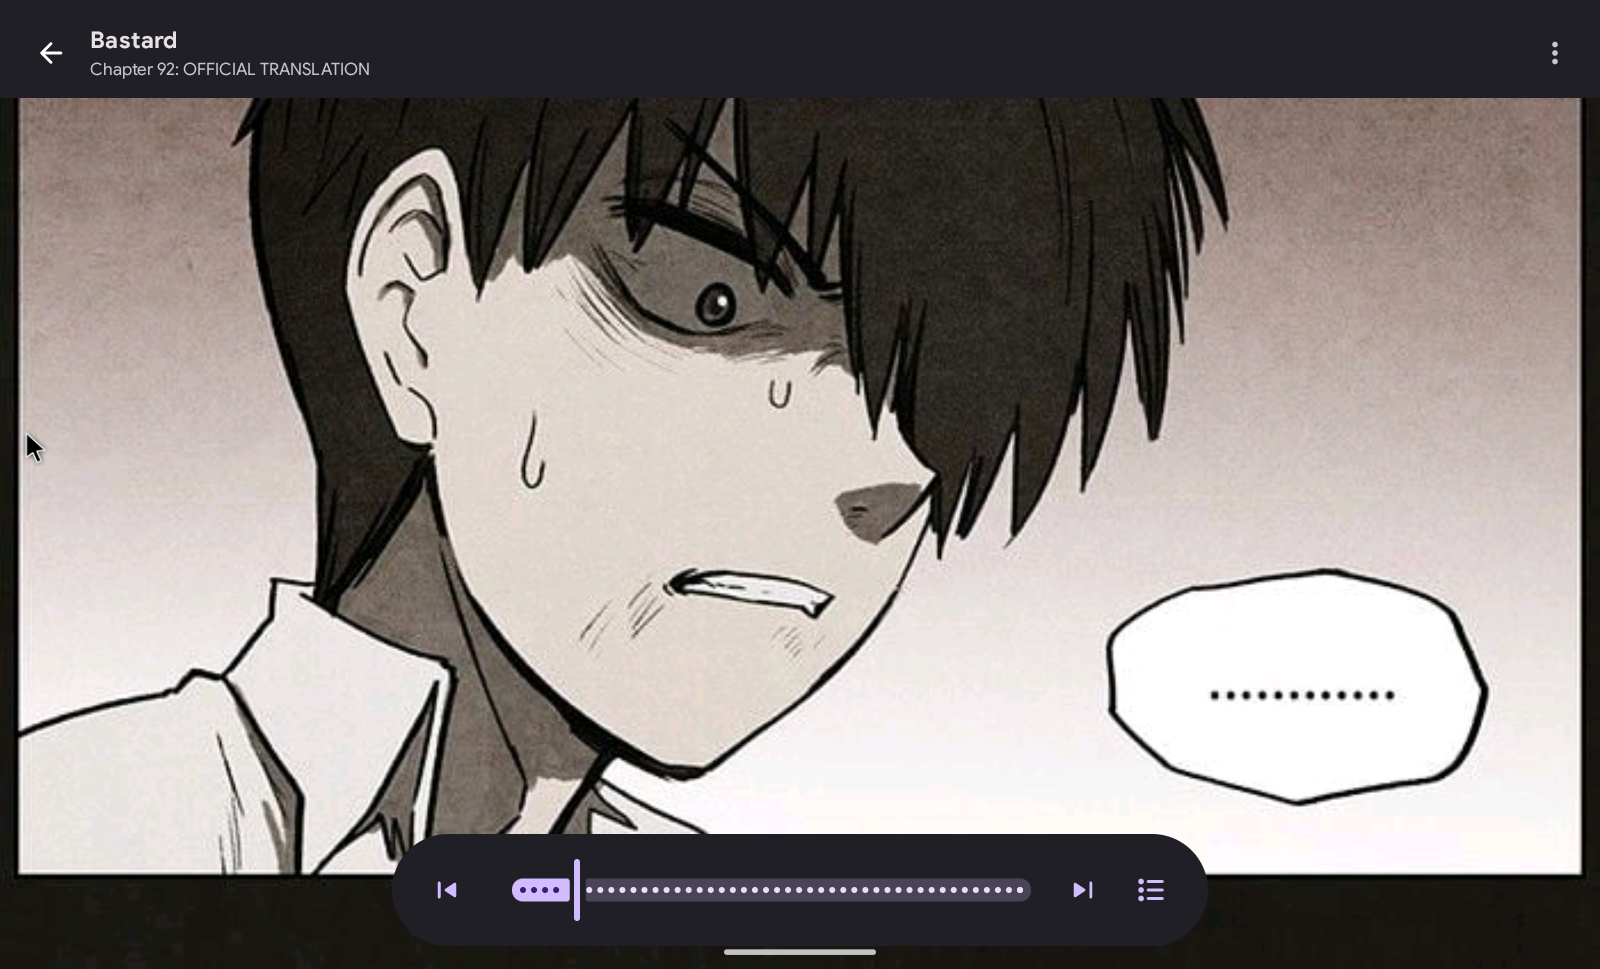 Bastard
Chapter 92: OFFICIAL TRANSLATION
............